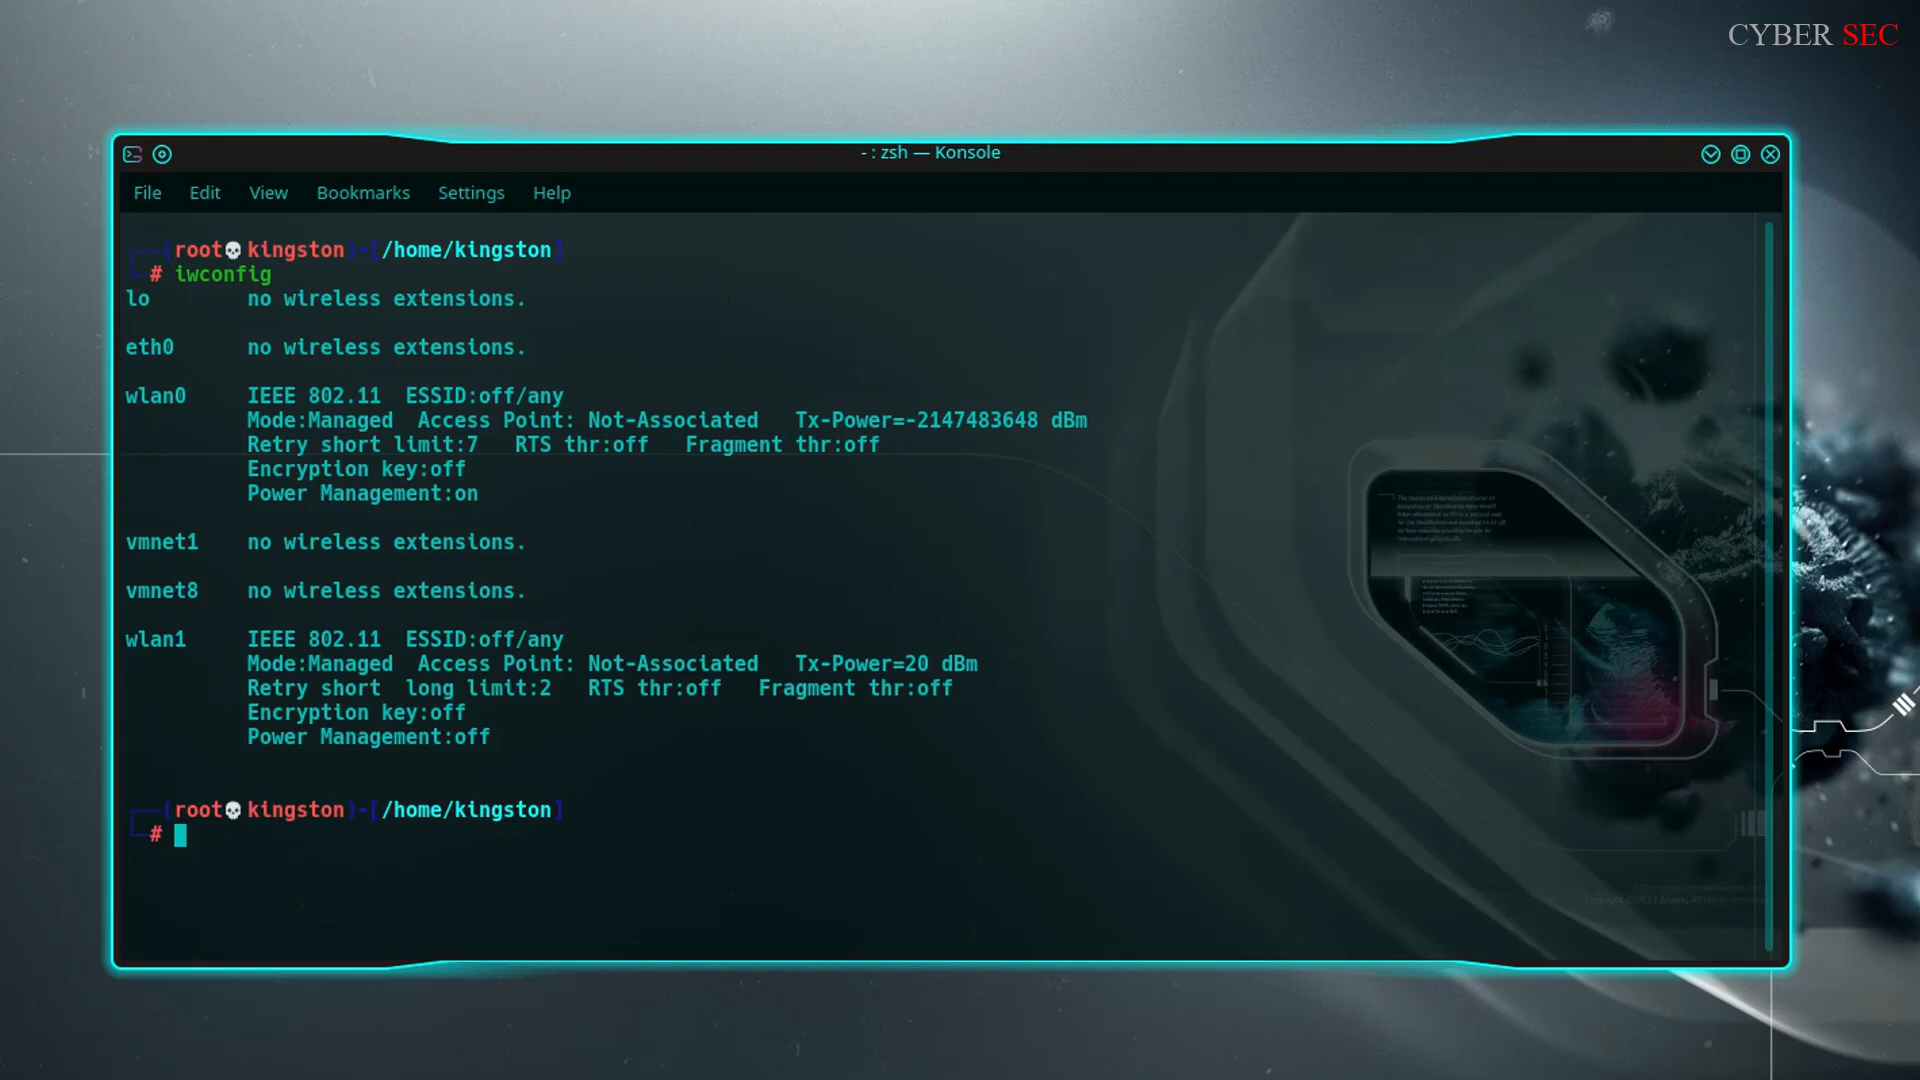 CYBER SEC
- : zsh — Konsole
File Edit View Bookmarks Settings Help
(root💀kingston)-[/home/kingston]
# iwconfig
lo no wireless extensions.
eth0 no wireless extensions.
wlan0 IEEE 802.11 ESSID:off/any
Mode:Managed Access Point: Not-Associated Tx-Power=-2147483648 dBm
Retry short limit:7 RTS thr:off Fragment thr:off
Encryption key:off
Power Management:on
vmnet1 no wireless extensions.
vmnet8 no wireless extensions.
wlan1 IEEE 802.11 ESSID:off/any
Mode:Managed Access Point: Not-Associated Tx-Power=20 dBm
Retry short long limit:2 RTS thr:off Fragment thr:off
Encryption key:off
Power Management:off
(root💀kingston)-[/home/kingston]
#